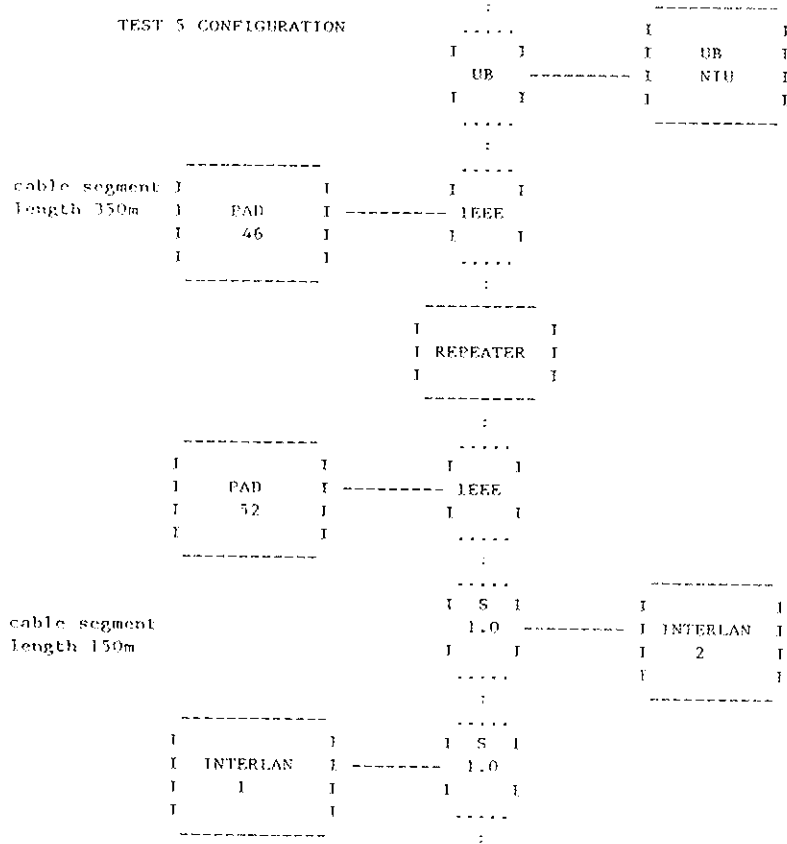 TEST 5 CONFIGURATION
UB
UB
NTU
cable segment
length 350m
PAD
46
IEEE
REPEATER
PAD
52
IEEE
S
1.0
cable segment
length 150m
INTERLAN
2
S
1.0
INTERLAN
1